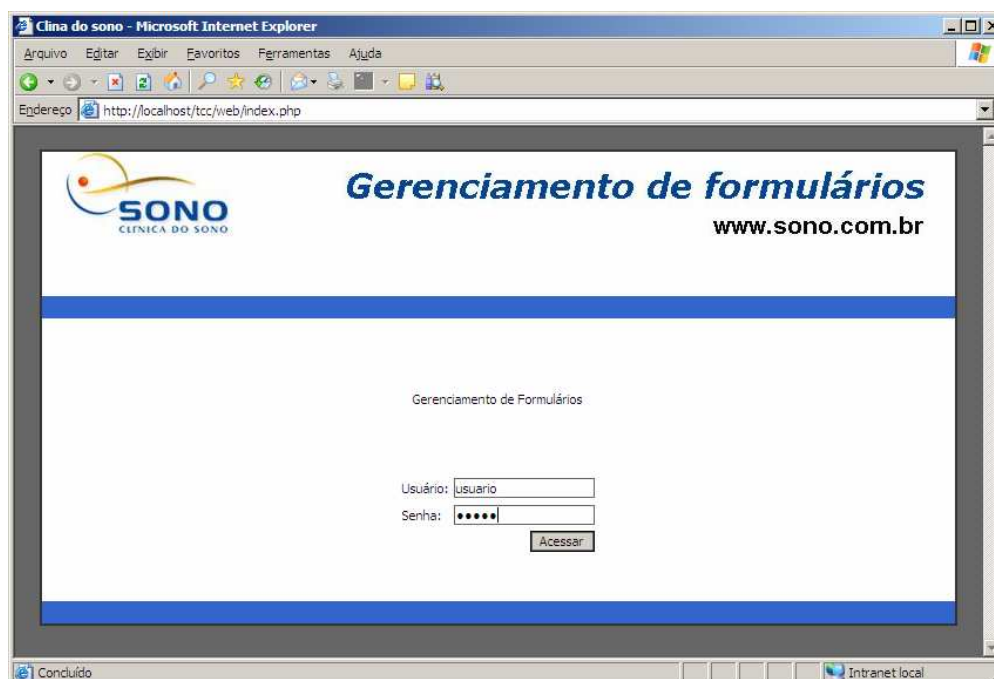 Clina do sono - Microsoft Internet Explorer
Arquivo Editar Exibir Favoritos Ferramentas Ajuda
Endereço http://localhost/tcc/web/index.php
SONO
CLINICA DO SONO
Gerenciamento de formulários
www.sono.com.br
Gerenciamento de Formulários
Usuário: usuario
Senha: •••••
Acessar
Concluído
Intranet local